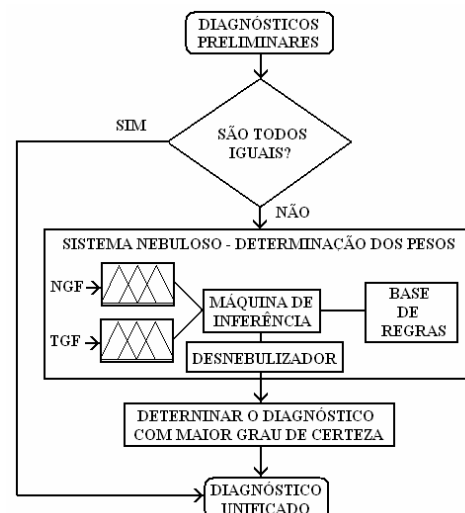 DIAGNÓSTICOS
PRELIMINARES
SIM
SÃO TODOS
IGUAIS?
NÃO
SISTEMA NEBULOSO - DETERMINAÇÃO DOS PESOS
NGF
TGF
MÁQUINA DE
INFERÊNCIA
BASE
DE
REGRAS
DESNEBULIZADOR
DETERNINAR O DIAGNÓSTICO
COM MAIOR GRAU DE CERTEZA
DIAGNÓSTICO
UNIFICADO